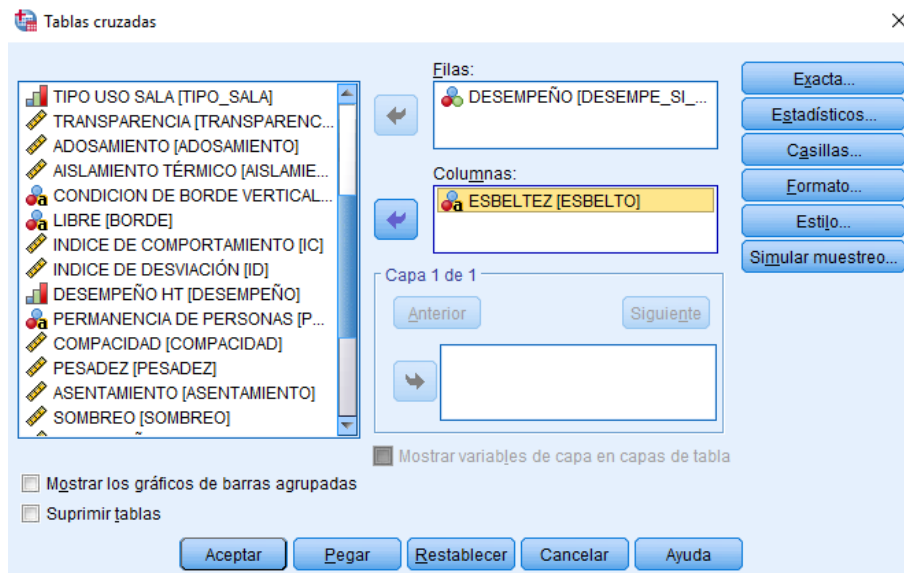 Tablas cruzadas
TIPO USO SALA [TIPO_SALA]
TRANSPARENCIA [TRANSPARENC...
ADOSAMIENTO [ADOSAMIENTO]
AISLAMIENTO TÉRMICO [AISLAMIE...
CONDICION DE BORDE VERTICAL...
LIBRE [BORDE]
INDICE DE COMPORTAMIENTO [IC]
INDICE DE DESVIACIÓN [ID]
DESEMPEÑO HT [DESEMPEÑO]
PERMANENCIA DE PERSONAS [P...
COMPACIDAD [COMPACIDAD]
PESADEZ [PESADEZ]
ASENTAMIENTO [ASENTAMIENTO]
SOMBREO [SOMBREO]
Filas:
DESEMPEÑO [DESEMPE_SI_...
Columnas:
ESBELTEZ [ESBELTO]
Capa 1 de 1
Anterior
Siguiente
Mostrar variables de capa en capas de tabla
Exacta...
Estadísticos...
Casillas...
Formato...
Estilo...
Simular muestreo...
Mostrar los gráficos de barras agrupadas
Suprimir tablas
Aceptar
Pegar
Restablecer
Cancelar
Ayuda